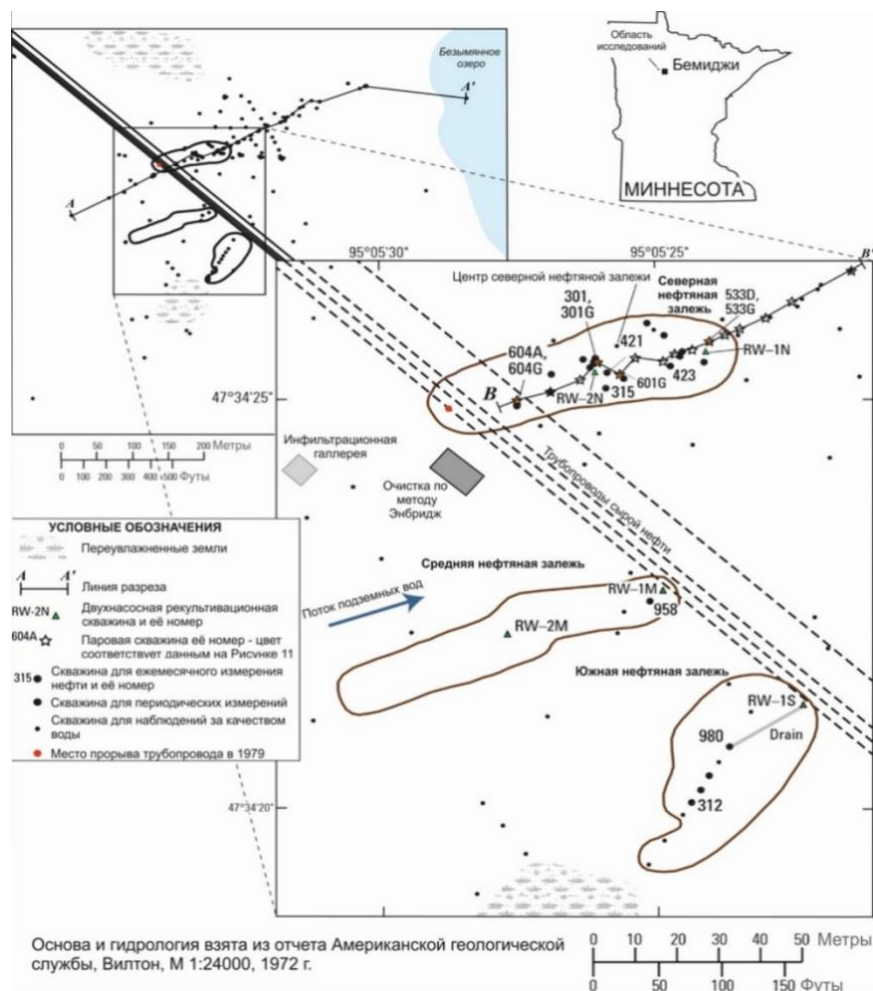 Безымянное
озеро
A'
A
Область
исследований
Бемиджи
МИННЕСОТА
95°05'30"
95°05'25"
B'
Центр северной нефтяной залежи
Северная
нефтяная
залежь
533D,
533G
301,
301G
421
604A,
604G
RW–1N
B
RW–2N
601G
315
423
47°34'25"
0 50 100 150 200 Метры
0 100 200 300 400 500 Футы
Инфильтрационная
галлерея
Очистка по
методу
Энбридж
Трубопроводы сырой нефти
УСЛОВНЫЕ ОБОЗНАЧЕНИЯ
Переувлажненные земли
A A'
Линия разреза
RW-2N Двухнасосная рекультивационная
скважина и её номер
604A Паровая скважина её номер - цвет
соответствует данным на Рисунке 11
315 Скважина для ежемесячного измерения
нефти и её номер
Скважина для периодических измерений
Скважина для наблюдений за качеством
воды
Место прорыва трубопровода в 1979
Средняя нефтяная залежь
Поток подземных вод
RW–1M
958
RW–2M
Южная нефтяная залежь
RW–1S
980
Drain
312
47°34'20"
Основа и гидрология взята из отчета Американской геологической
службы, Вилтон, М 1:24000, 1972 г.
0 10 20 30 40 50 Метры
0 50 100 150 Футы